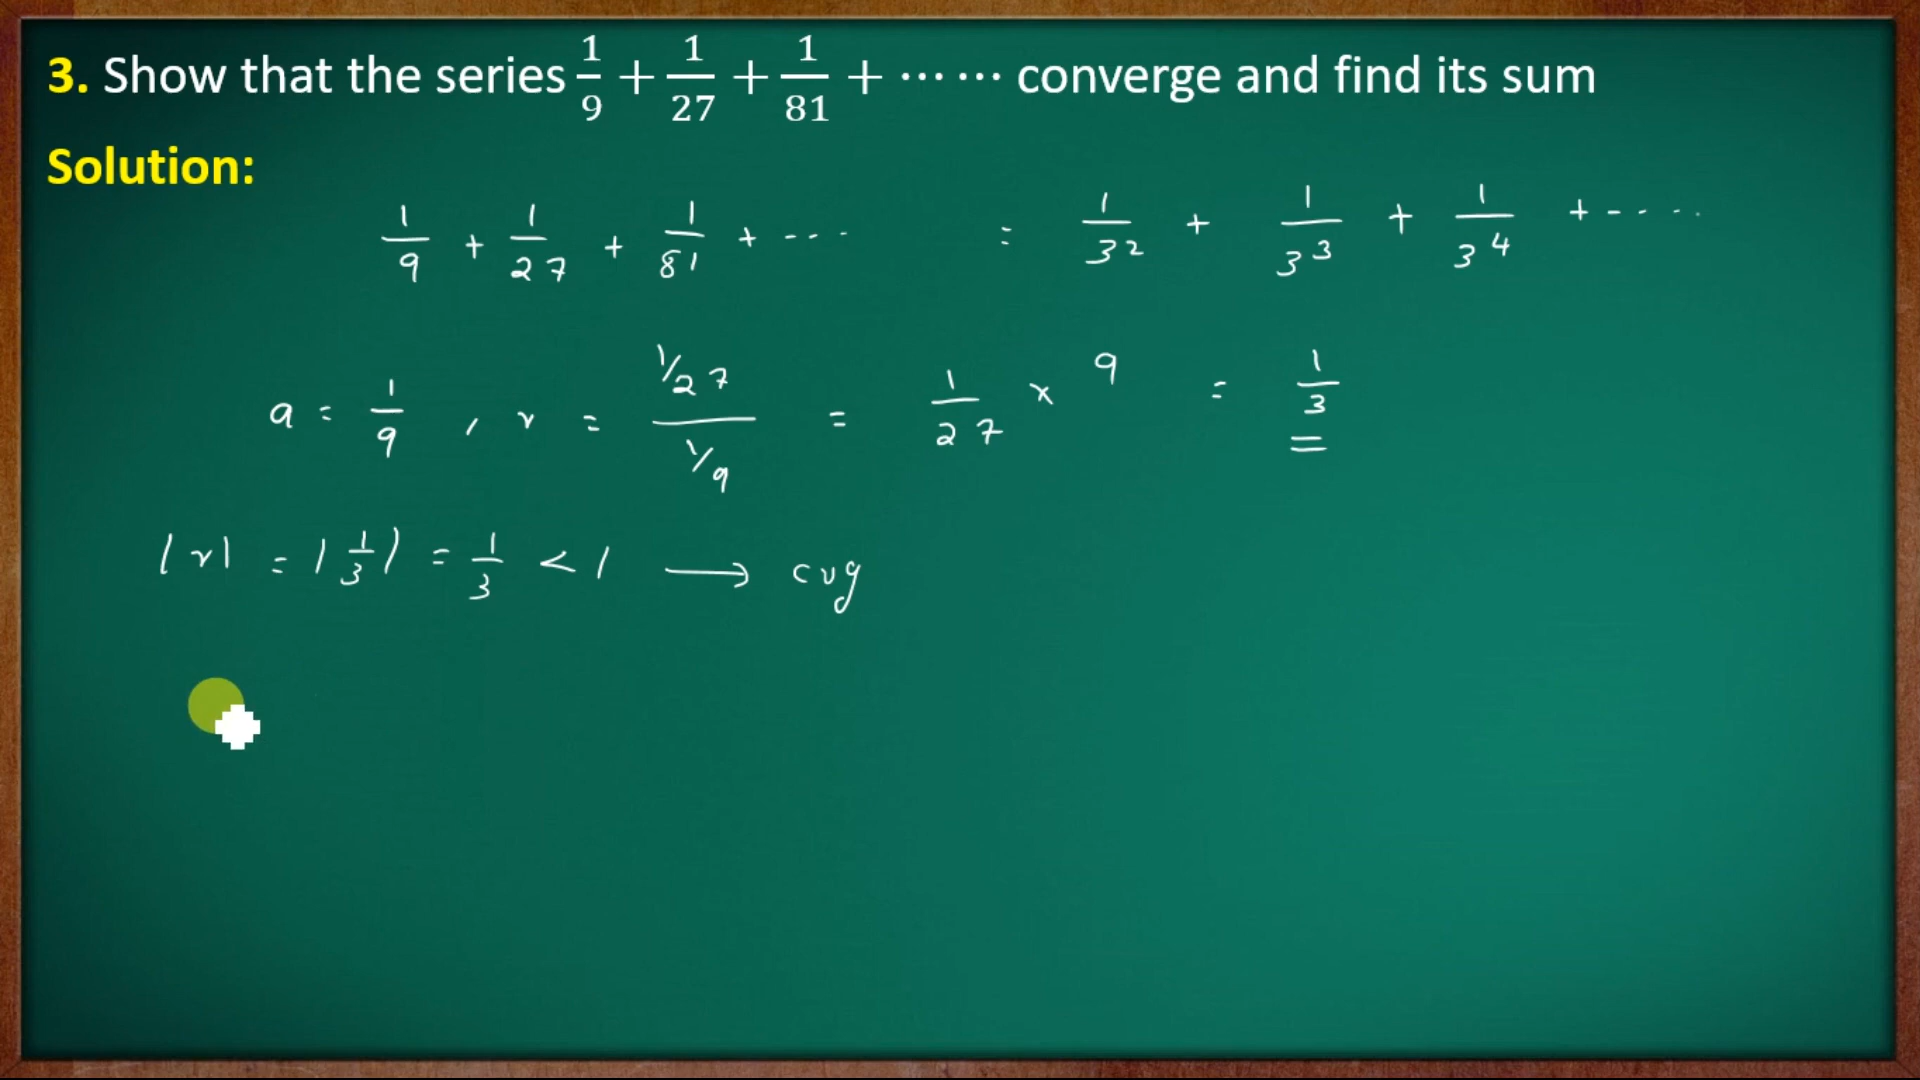 3. Show that the series 1/9 + 1/27 + 1/81 + ⋯⋯ converge and find its sum
Solution:
1/9 + 1/27 + 1/81 + --- = 1/3² + 1/3³ + 1/3⁴ + ----
a = 1/9 , r = (1/27)/(1/9) = 1/27 × 9 = 1/3
|r| = |1/3| = 1/3 < 1 ⟶ cvg